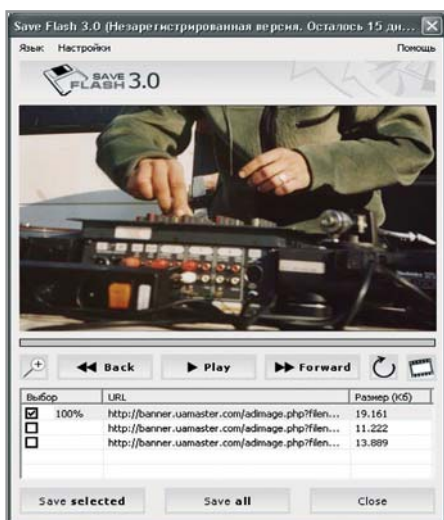 Save Flash 3.0 (Незарегистрированная версия. Осталось 15 дн...
Язык Настройки Помощь
SAVE FLASH 3.0
Back Play Forward
Выбор URL Размер (Кб)
100% http://banner.uamaster.com/adimage.php?filen... 19.161
http://banner.uamaster.com/adimage.php?filen... 11.222
http://banner.uamaster.com/adimage.php?filen... 13.889
Save selected Save all Close